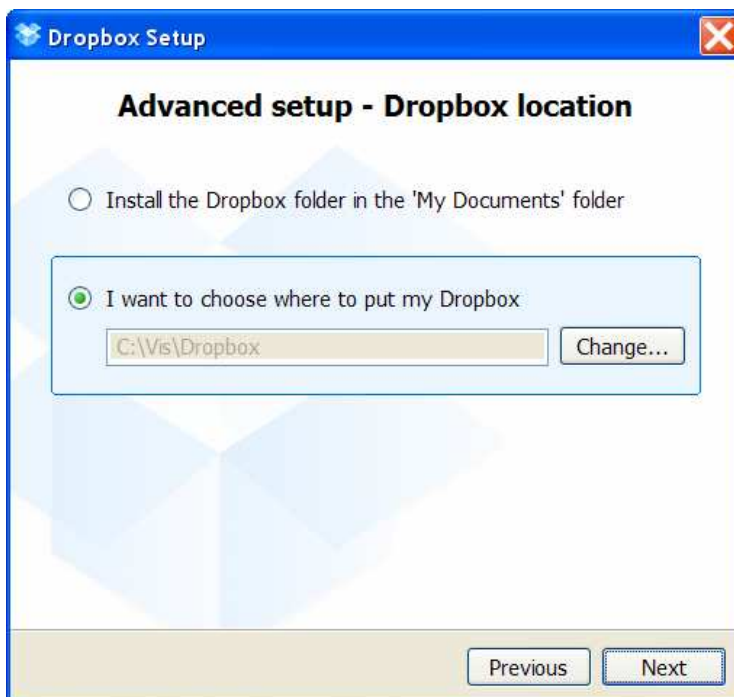 Dropbox Setup
Advanced setup - Dropbox location
Install the Dropbox folder in the 'My Documents' folder
I want to choose where to put my Dropbox
C:\Vis\Dropbox
Change...
Previous
Next